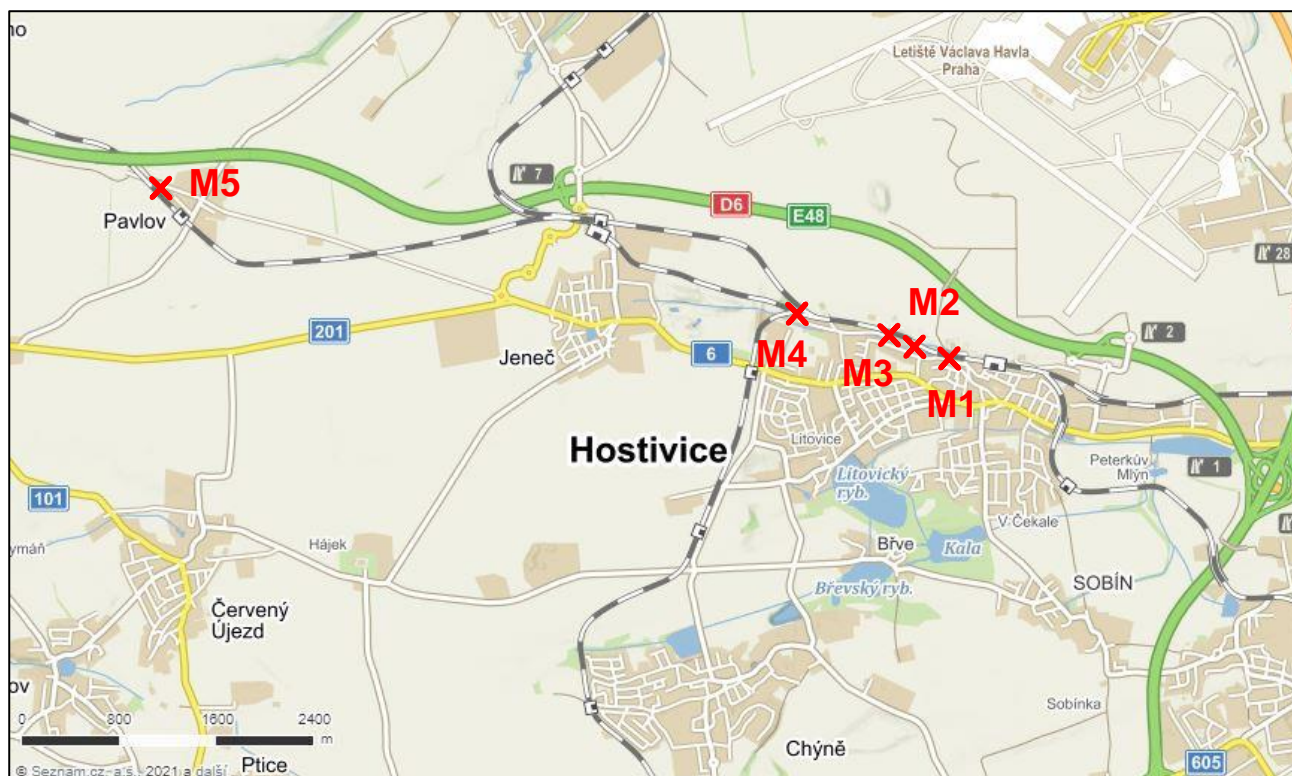 Letiště Václava Havla
Praha
7
M5
Pavlov
D6
E48
28
201
Jeneč
6
M2
2
M4
M3
M1
Hostivice
Litovice
Litovický
ryb.
Peterkův
Mlýn
1
101
V Čekale
Hájek
Břve
Kala
Břevský ryb.
SOBÍN
Červený
Újezd
ov
Sobínka
0 800 1600 2400
m
Chýně
605
© Seznam.cz, a.s., 2021 a další
Ptice